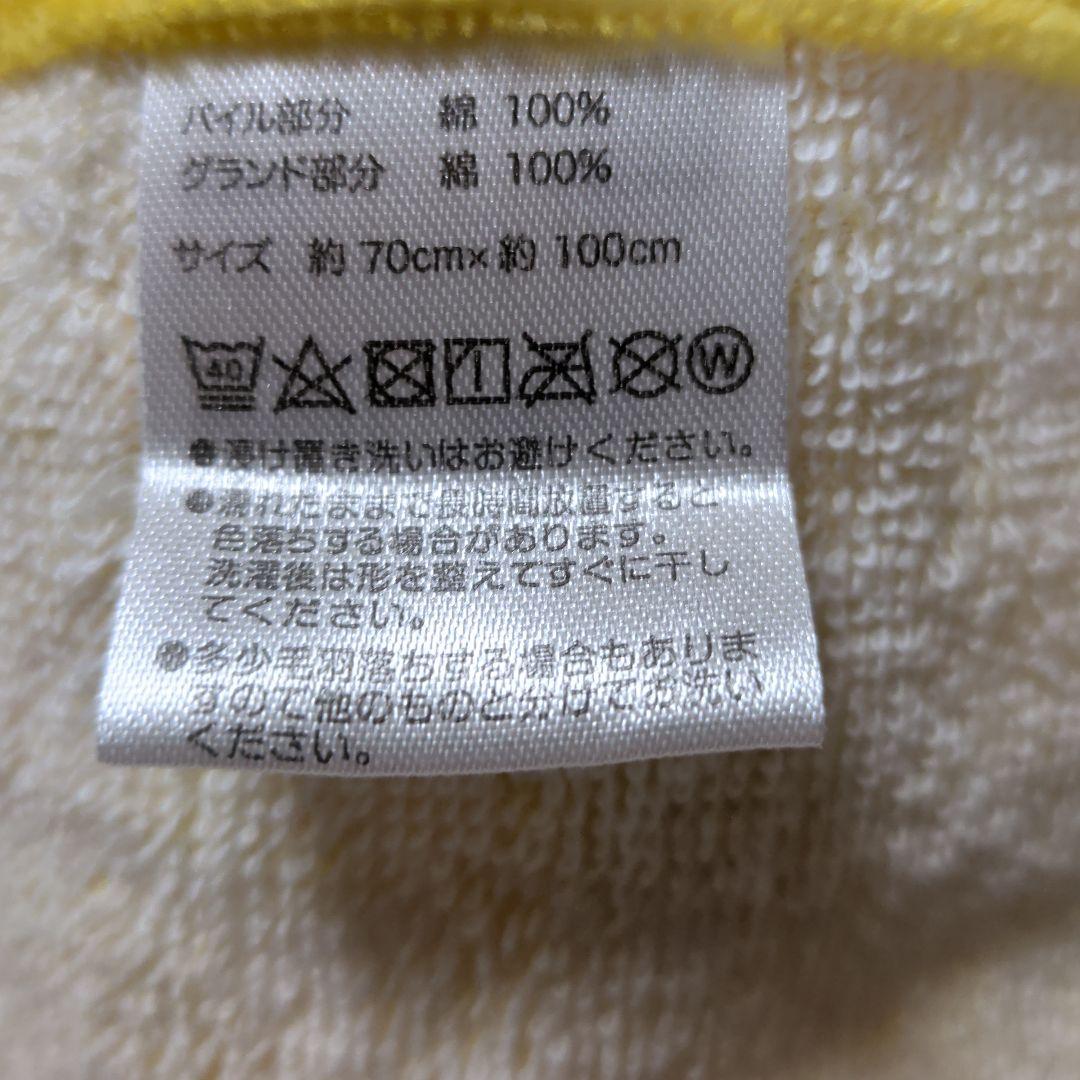 パイル部分 綿 100%
グランド部分 綿 100%
サイズ 約 70cm×約 100cm
40 W
●漬け置き洗いはお避けください。
●濡れたままで長時間放置すると
色落ちする場合があります。
洗濯後は形を整えてすぐに干し
てください。
●多少毛羽落ちする場合もありま
すので他のものと分けてお洗い
ください。